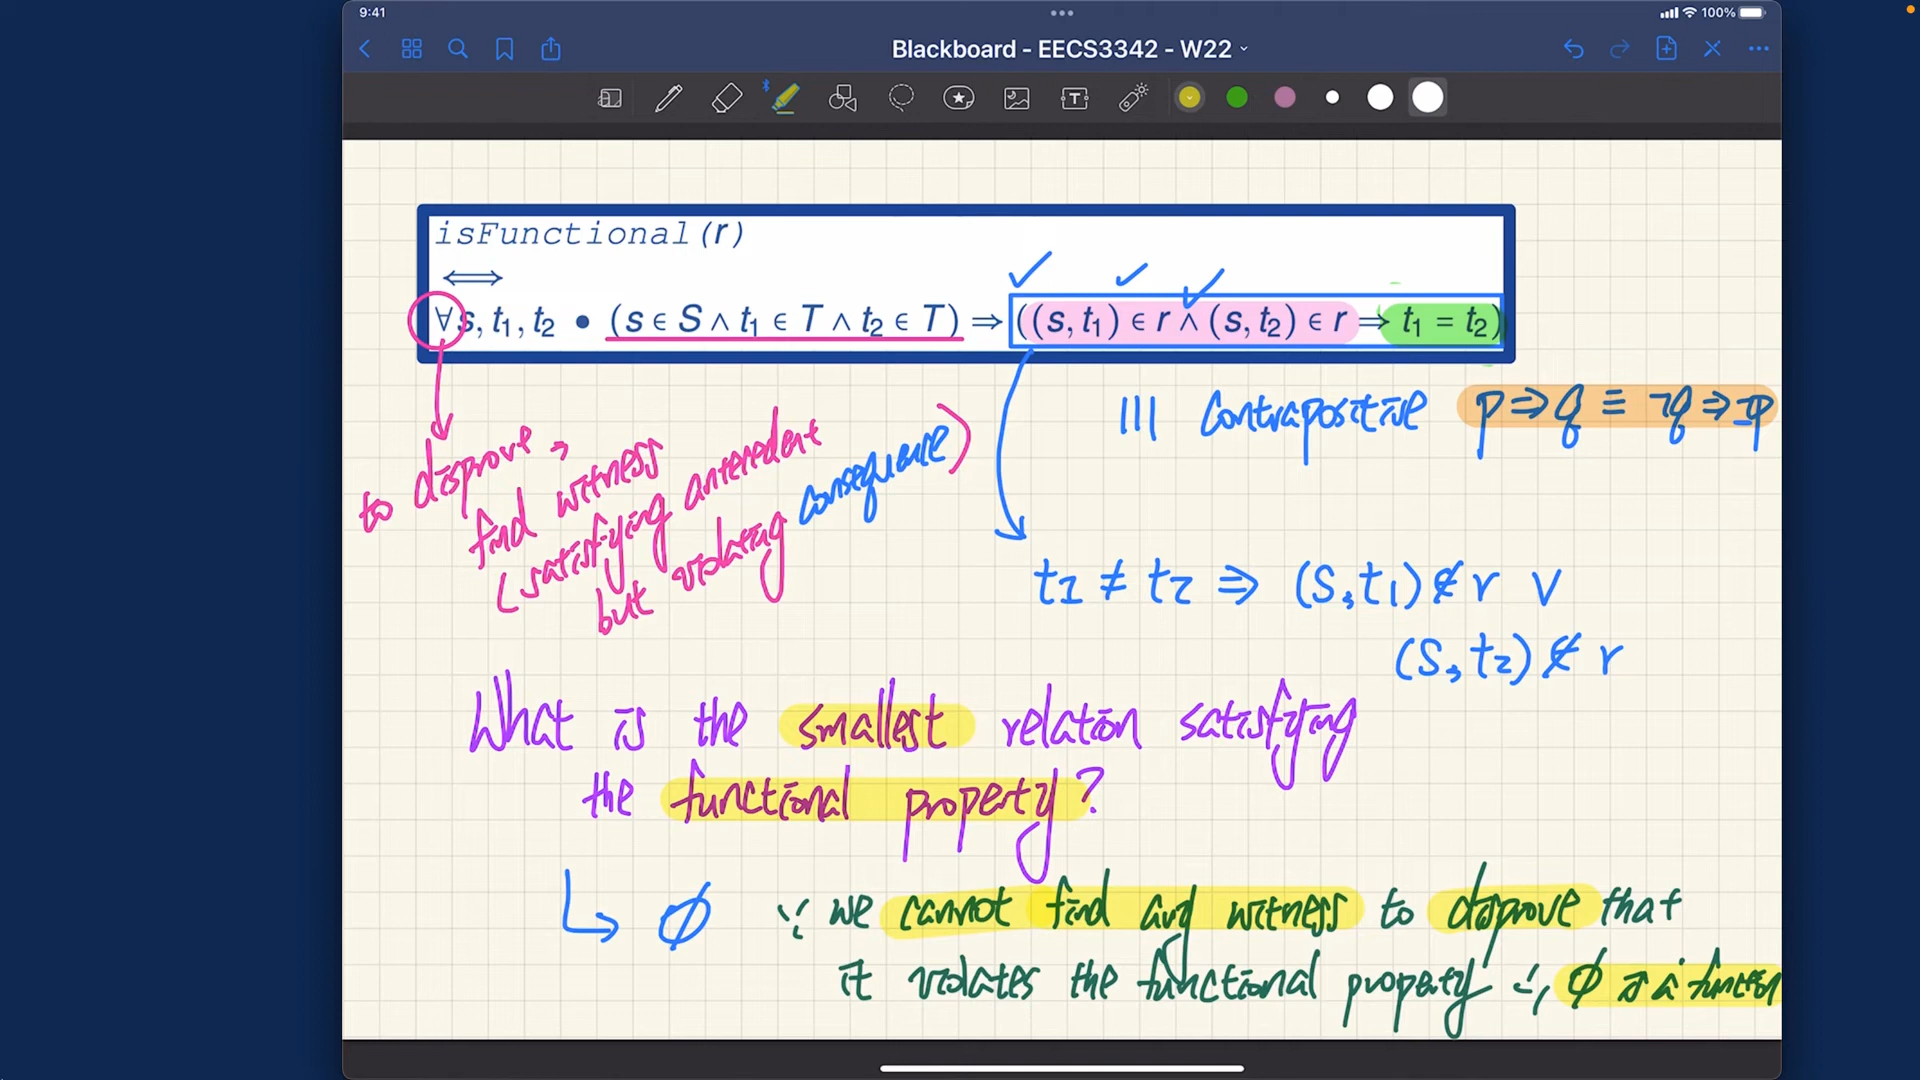 9:41
100%
Blackboard - EECS3342 - W22
isFunctional(r)
⟺
∀s, t₁, t₂ • (s ∈ S ∧ t₁ ∈ T ∧ t₂ ∈ T) ⇒ ((s, t₁) ∈ r ∧ (s, t₂) ∈ r ⇒ t₁ = t₂)
||| Contrapositive p ⇒ q ≡ ¬q ⇒ ¬p
to disprove,
find witness
(satisfying antecedent
but violating consequence)
t₁ ≠ t₂ ⇒ (s, t₁) ∉ r ∨
(s, t₂) ∉ r
What is the smallest relation satisfying
the functional property?
↳ ∅ ∵ we cannot find any witness to disprove that
it violates the functional property ∴ ∅ is a function